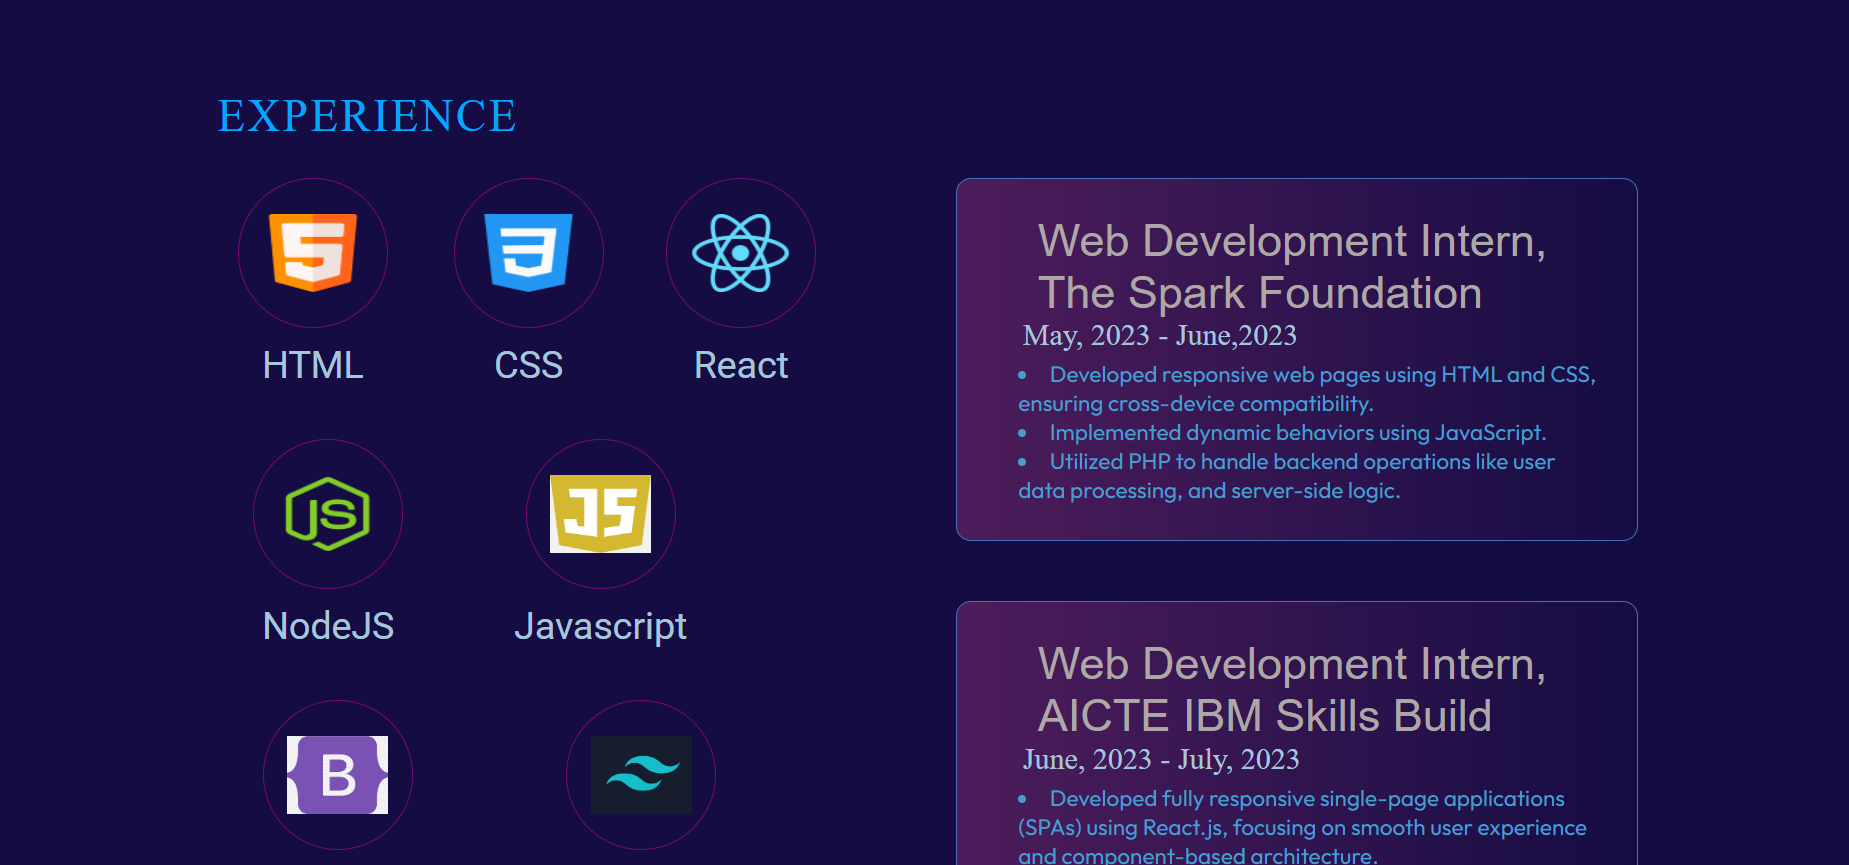 EXPERIENCE
HTML
CSS
React
JS
NodeJS
JS
Javascript
B
Web Development Intern,
The Spark Foundation
May, 2023 - June,2023
• Developed responsive web pages using HTML and CSS,
ensuring cross-device compatibility.
• Implemented dynamic behaviors using JavaScript.
• Utilized PHP to handle backend operations like user
data processing, and server-side logic.
Web Development Intern,
AICTE IBM Skills Build
June, 2023 - July, 2023
• Developed fully responsive single-page applications
(SPAs) using React.js, focusing on smooth user experience
and component-based architecture.